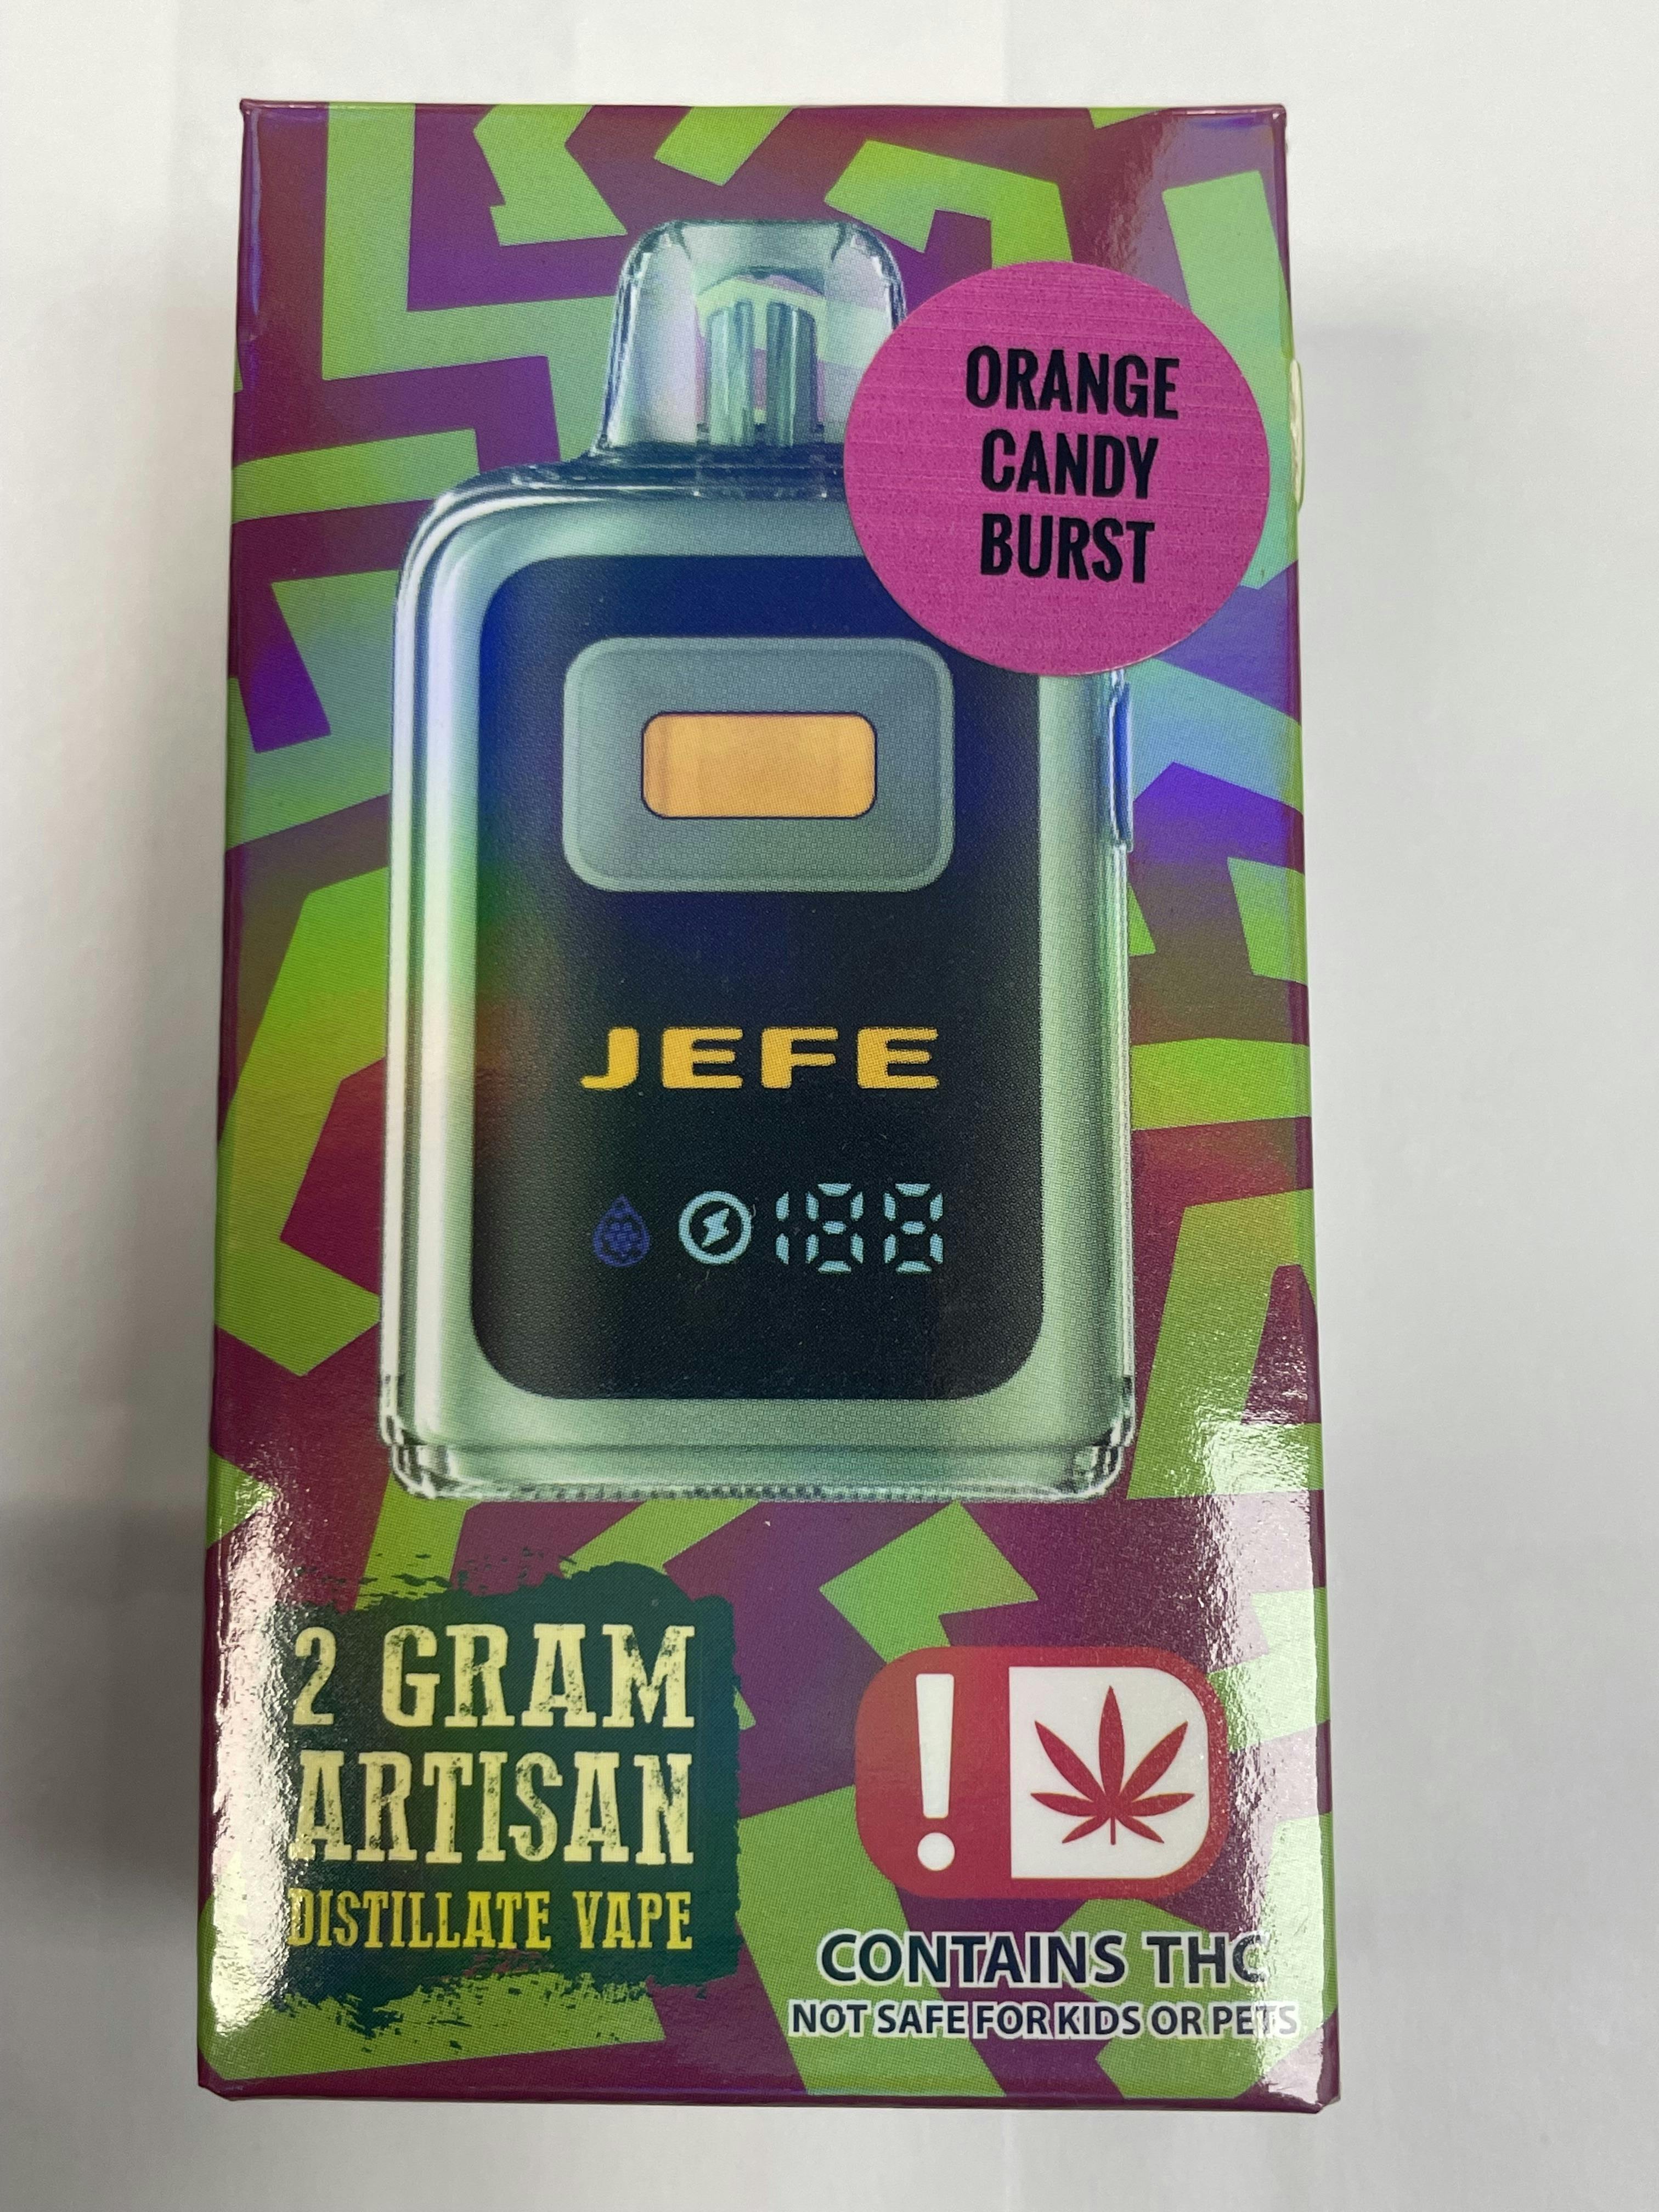 ORANGE
CANDY
BURST
JEFE
188
2 GRAM
ARTISAN
DISTILLATE VAPE
!
CONTAINS THC
NOT SAFE FOR KIDS OR PETS